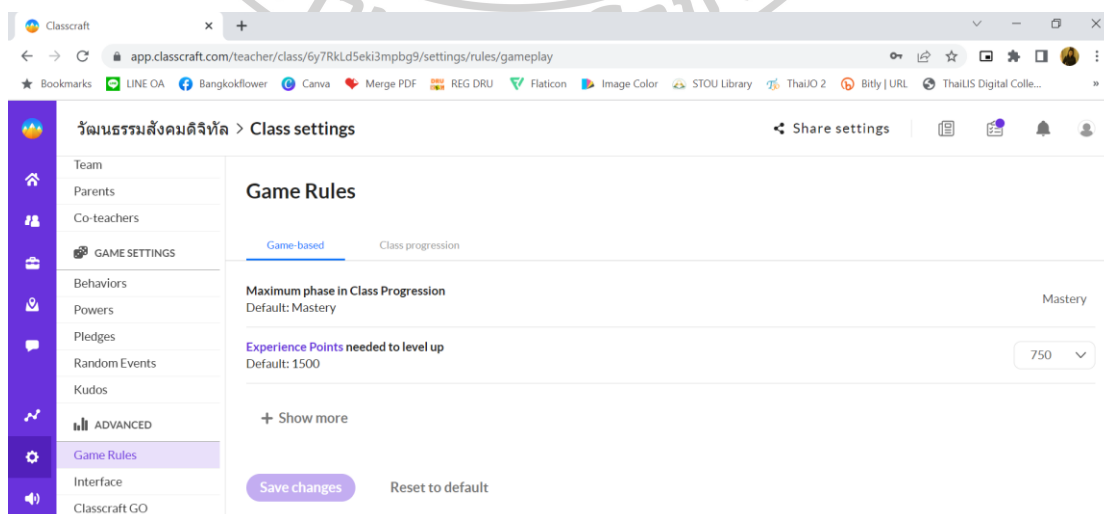 Classcraft
app.classcraft.com/teacher/class/6y7RkLd5eki3mpbg9/settings/rules/gameplay
Bookmarks LINE OA Bangkokflower Canva Merge PDF REG DRU Flaticon Image Color STOU Library ThaiJO 2 Bitly | URL ThaiLIS Digital Colle...
วัฒนธรรมสังคมดิจิทัล > Class settings
Share settings
Team
Parents
Co-teachers
GAME SETTINGS
Behaviors
Powers
Pledges
Random Events
Kudos
ADVANCED
Game Rules
Interface
Classcraft GO
Game Rules
Game-based Class progression
Maximum phase in Class Progression
Default: Mastery
Mastery
Experience Points needed to level up
Default: 1500
750
+ Show more
Save changes Reset to default